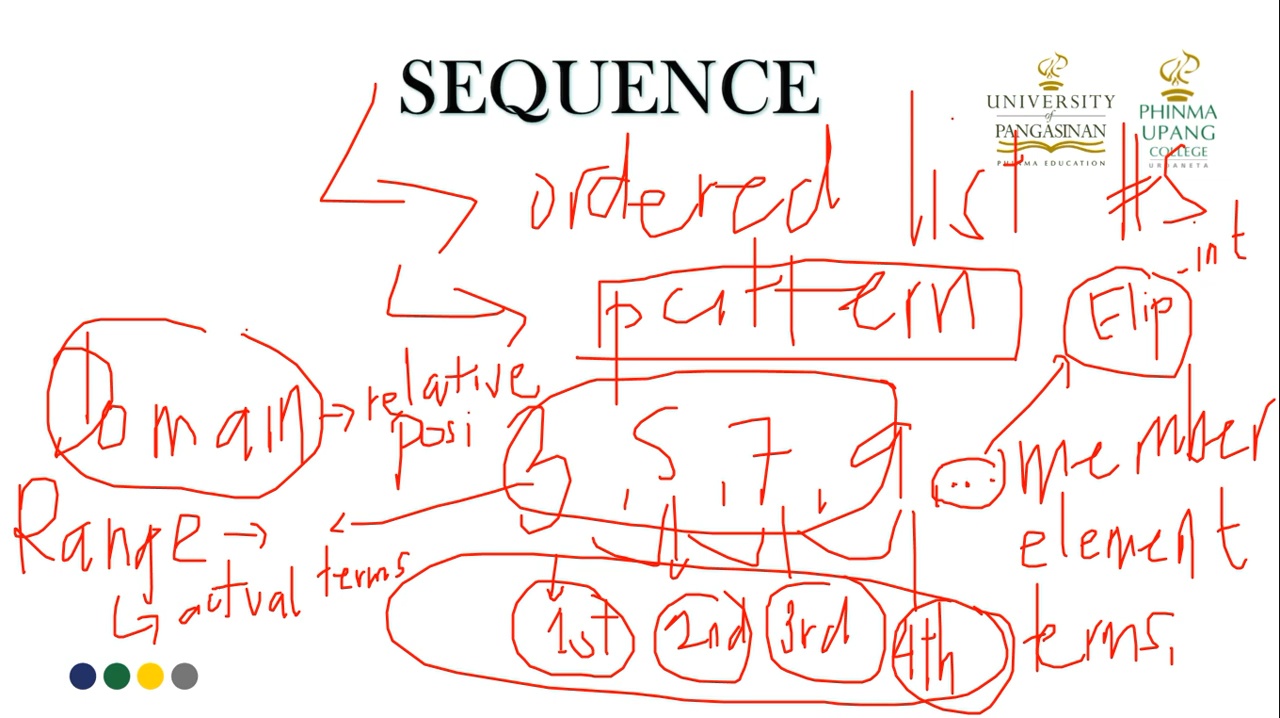 SEQUENCE
UNIVERSITY
of
PANGASINAN
PHINMA EDUCATION
PHINMA
UPANG
COLLEGE
URDANETA
ordered list #s
pattern
Elip
int
Domain → relative
posi
3, 5, 7, 9 ...
member
element
terms,
Range →
actual terms
1st 2nd 3rd 4th